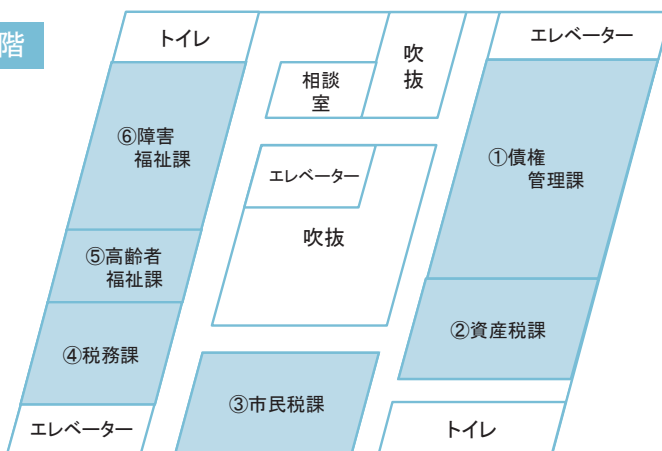 階
トイレ
吹
抜
エレベーター
相談
室
⑥障害
福祉課
①債権
管理課
エレベーター
吹抜
⑤高齢者
福祉課
②資産税課
④税務課
③市民税課
エレベーター
トイレ